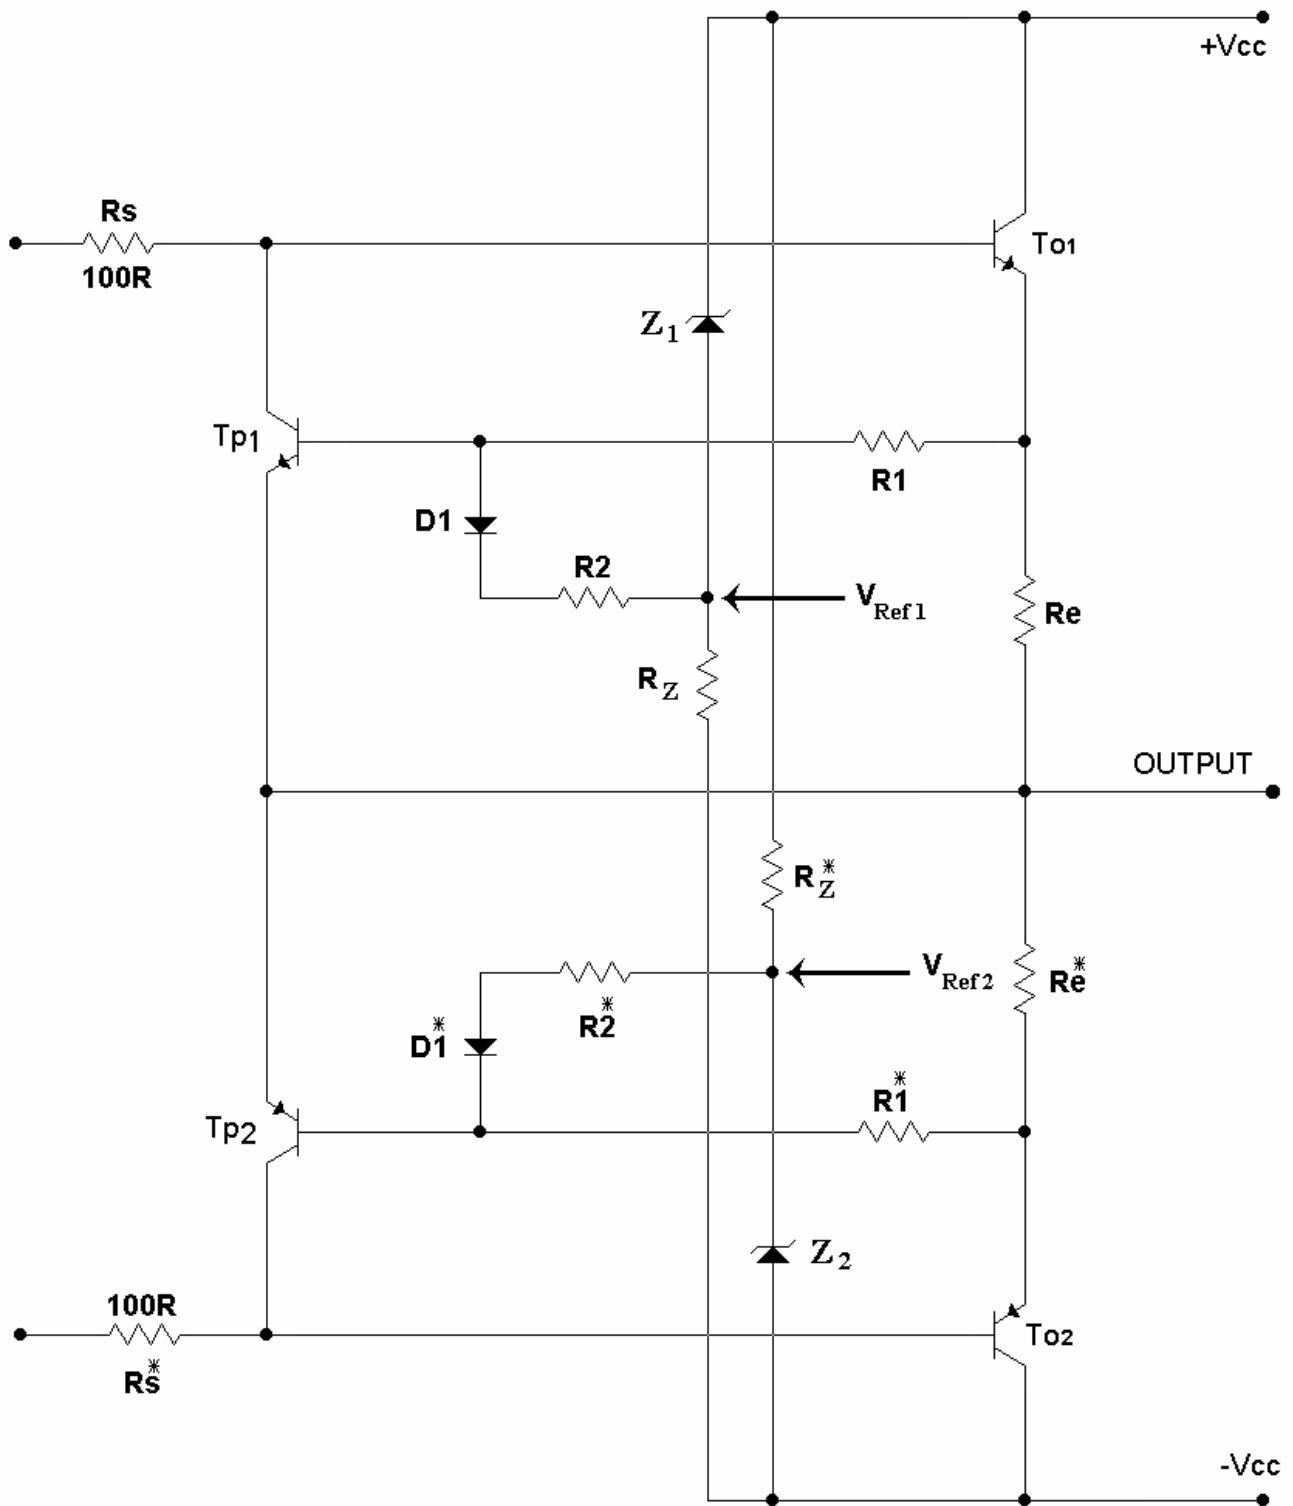 +Vcc
Rs
100R
To1
Z1
Tp1
R1
D1
R2
VRef1
Re
RZ
OUTPUT
RZ*
VRef2
Re*
R2*
D1*
R1*
Tp2
Z2
100R
Rs*
To2
-Vcc